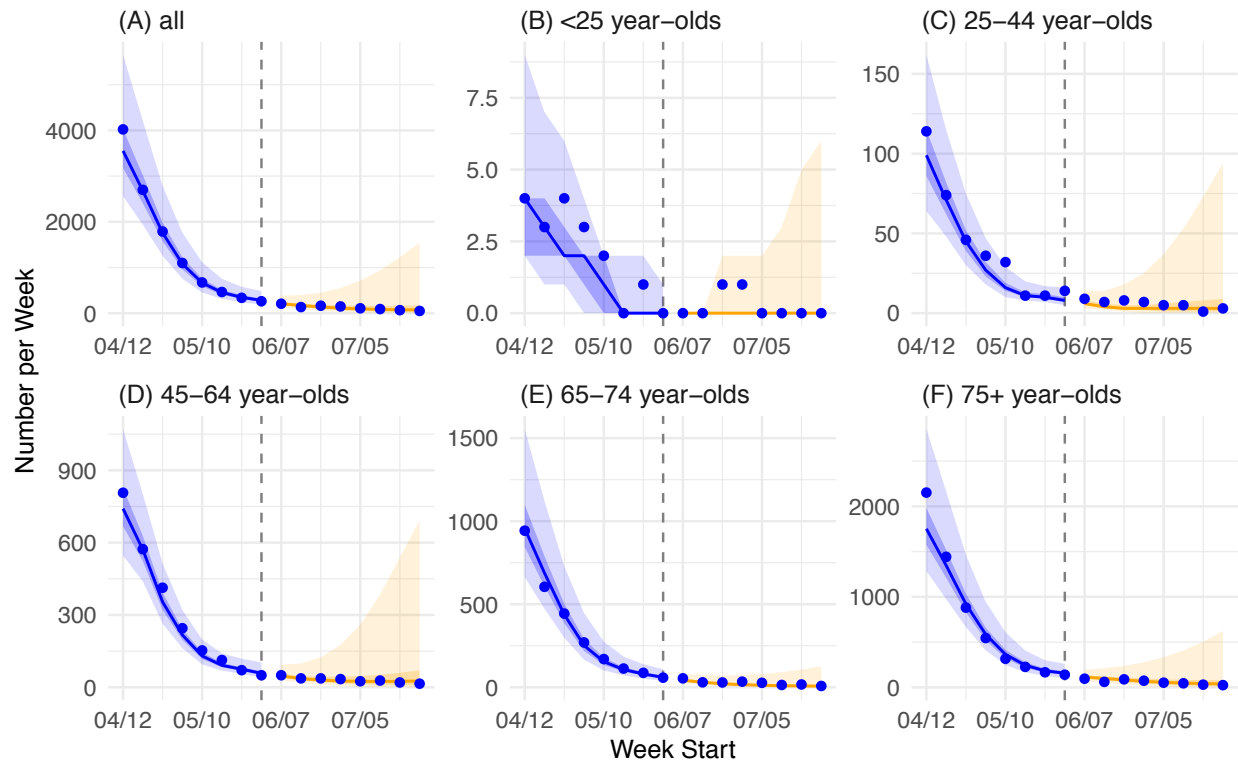 (A) all
(B) <25 year−olds
(C) 25−44 year−olds
4000
2000
0
7.5
5.0
2.5
0.0
150
100
50
0
04/12 05/10 06/07 07/05
04/12 05/10 06/07 07/05
04/12 05/10 06/07 07/05
(D) 45−64 year−olds
(E) 65−74 year−olds
(F) 75+ year−olds
900
600
300
0
1500
1000
500
0
2000
1000
0
04/12 05/10 06/07 07/05
04/12 05/10 06/07 07/05
04/12 05/10 06/07 07/05
Number per Week
Week Start